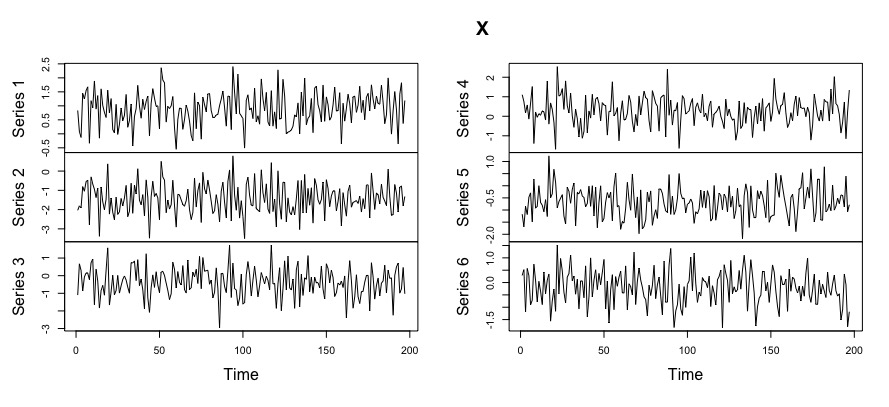 X
Series 1
-0.5 0.5 1.5 2.5
Series 2
-3 -2 -1 0
Series 3
-3 -1 0 1
0 50 100 150 200
Time
Series 4
-1 0 1 2
Series 5
-2.0 -0.5 1.0
Series 6
-1.5 0.0 1.0
0 50 100 150 200
Time